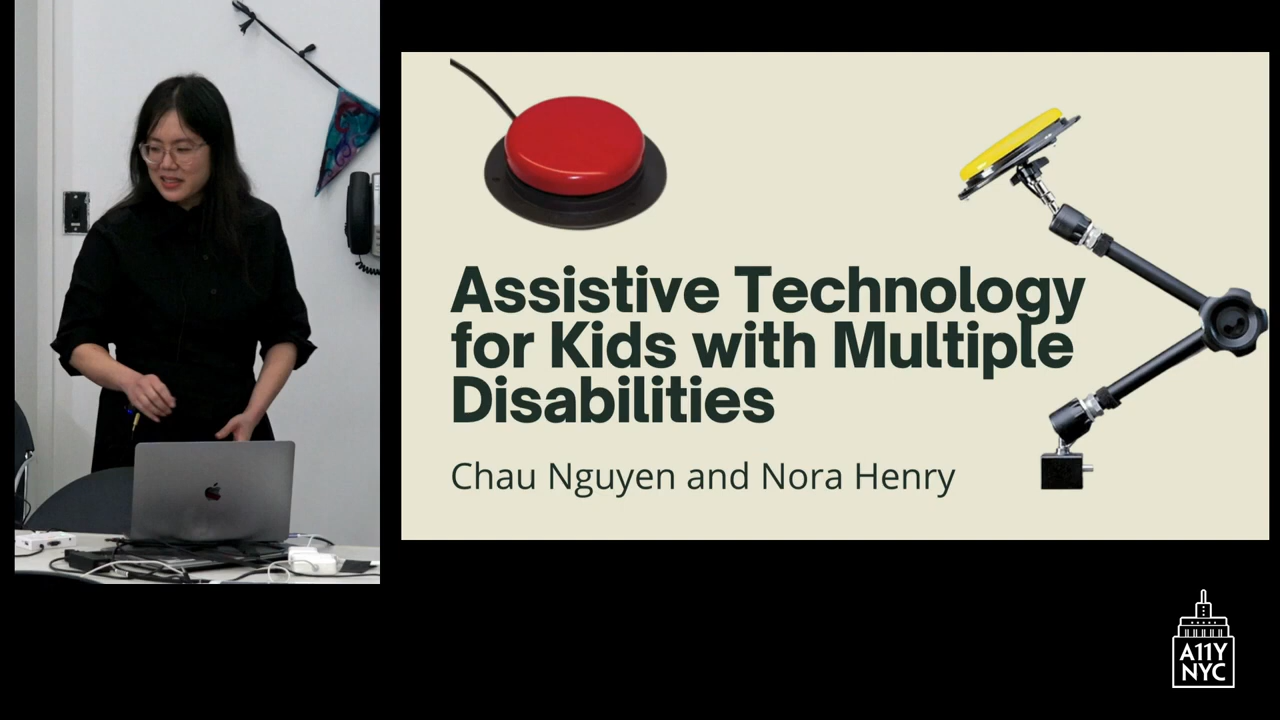 Assistive Technology
for Kids with Multiple
Disabilities
Chau Nguyen and Nora Henry
A11Y
NYC